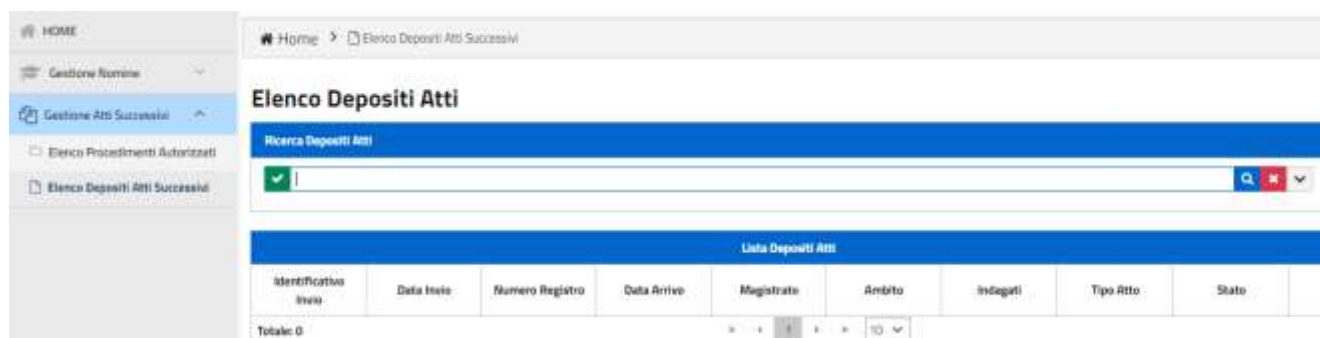 HOME
Home > Elenco Depositi Atti Successivi
Gestione Nomine
Elenco Depositi Atti
Gestione Atti Successivi
Ricerca Depositi Atti
Elenco Procedimenti Autorizzati
Elenco Depositi Atti Successivi
Lista Depositi Atti
Identificativo Invio Data Invio Numero Registro Data Arrivo Magistrato Ambito Indagati Tipo Atto Stato
Totale: 0 1 10